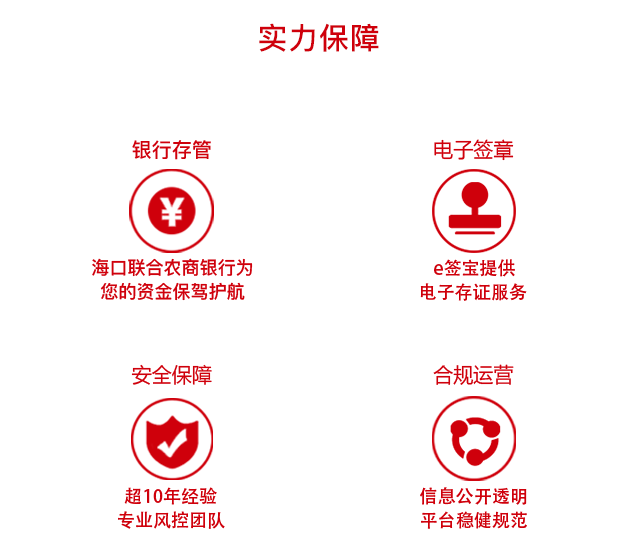 实力保障
银行存管
¥
海口联合农商银行为
您的资金保驾护航
电子签章
e签宝提供
电子存证服务
安全保障
超10年经验
专业风控团队
合规运营
信息公开透明
平台稳健规范